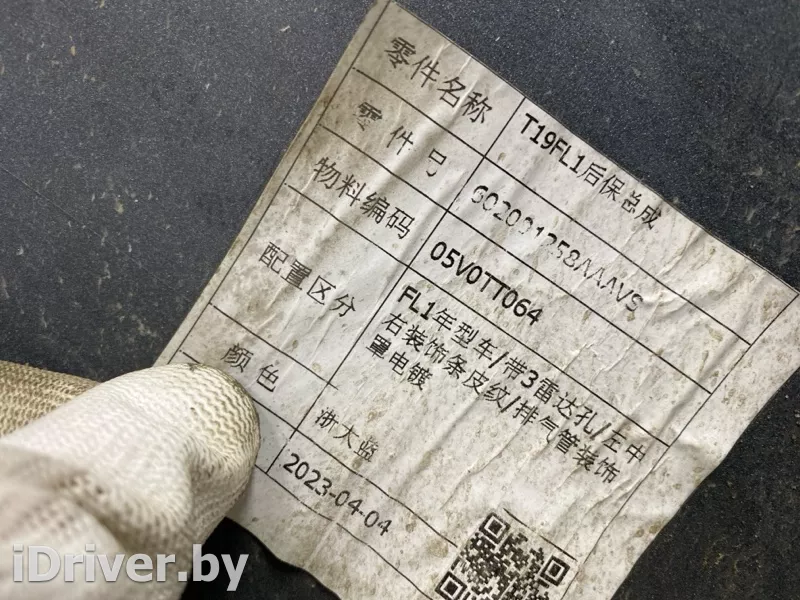 零件名称 T19FL1后保总成
零件号 602001258AAAVS
物料编码 05V0TT064
配置区分 FL1年型车/带3雷达孔/左中
右装饰条皮纹/排气管装饰
罩电镀
颜色
2023-04-04
iDriver.by